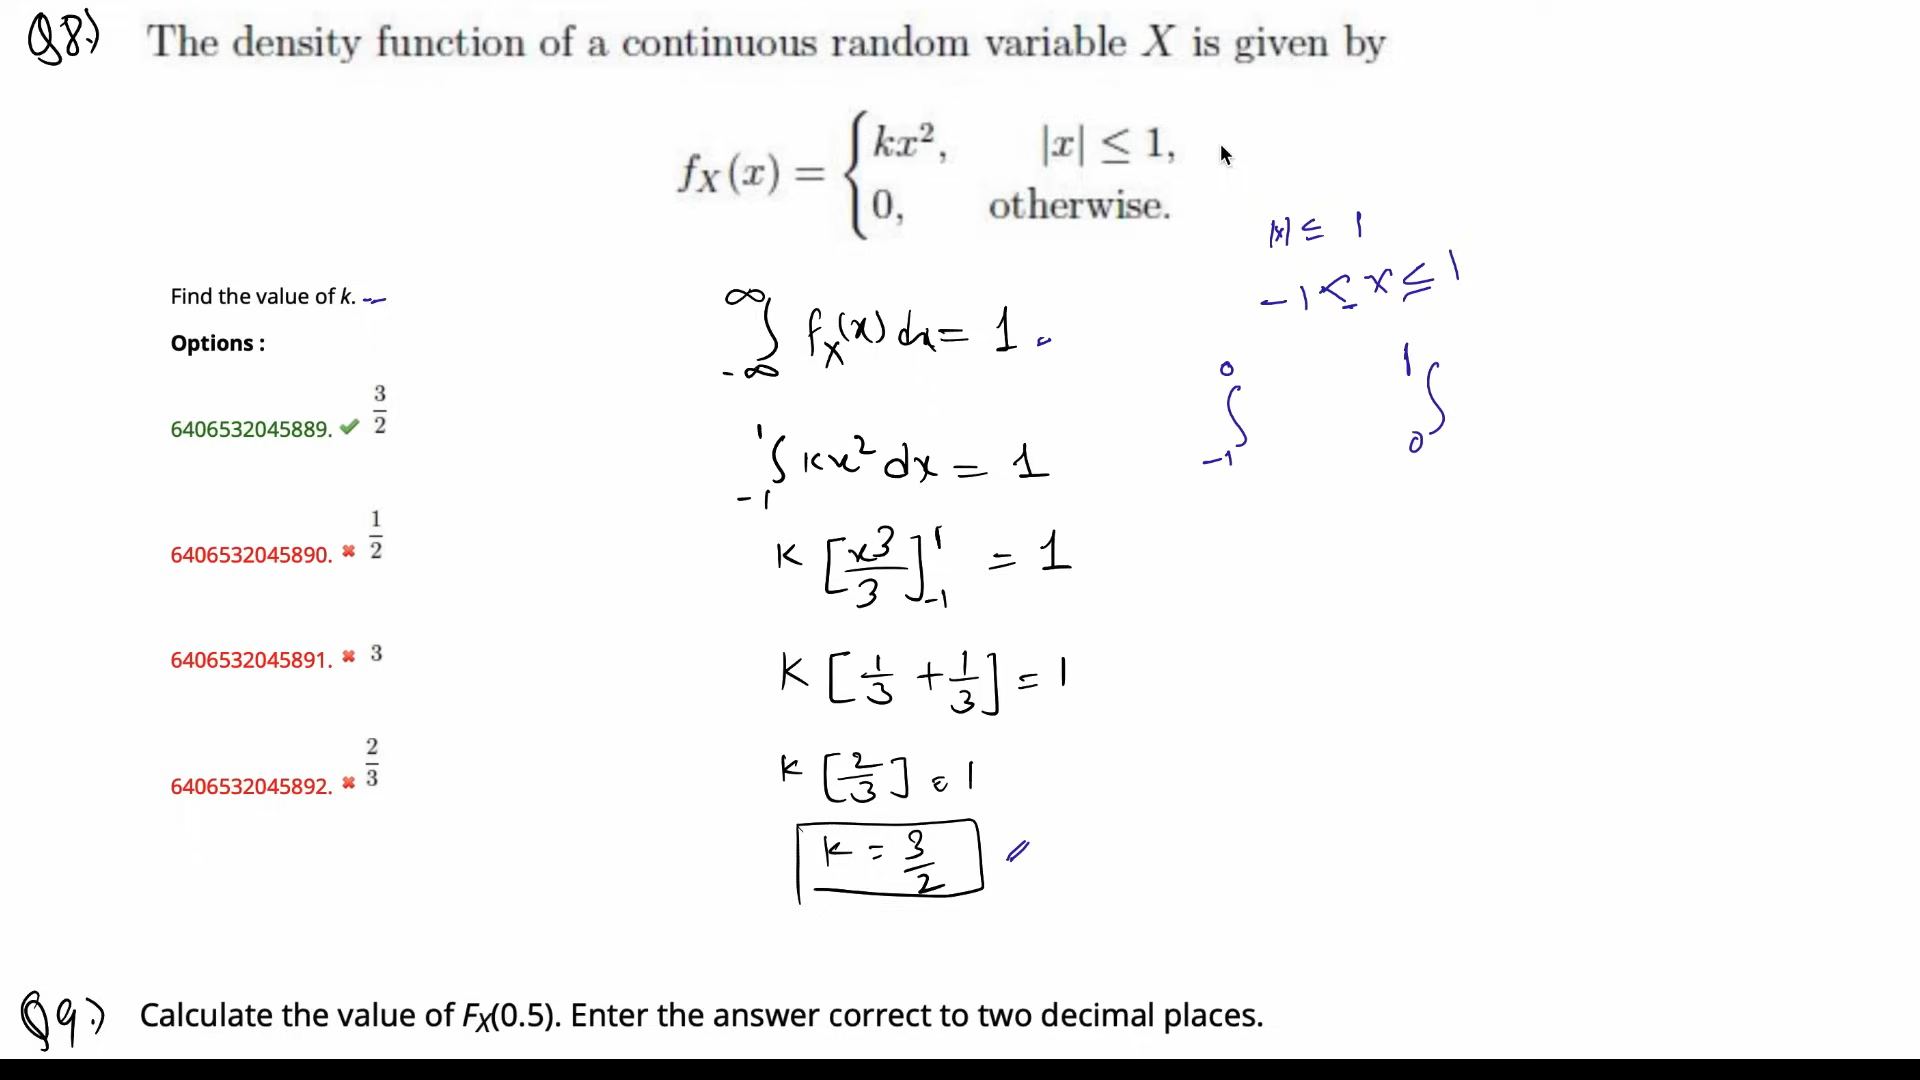 Q8.) The density function of a continuous random variable X is given by
fX(x) = { kx², |x| ≤ 1,
0, otherwise.
|x| ≤ 1
-1 ≤ x ≤ 1
Find the value of k.
Options :
6406532045889. ✔ 3/2
6406532045890. ✖ 1/2
6406532045891. ✖ 3
6406532045892. ✖ 2/3
∫_{-∞}^{∞} fX(x) dx = 1
∫_{-1}^{0} ∫_{0}^{1}
∫_{-1}^{1} kx² dx = 1
K [x³/3]_{-1}^{1} = 1
K [1/3 + 1/3] = 1
K [2/3] = 1
K = 3/2
Q9.) Calculate the value of FX(0.5). Enter the answer correct to two decimal places.